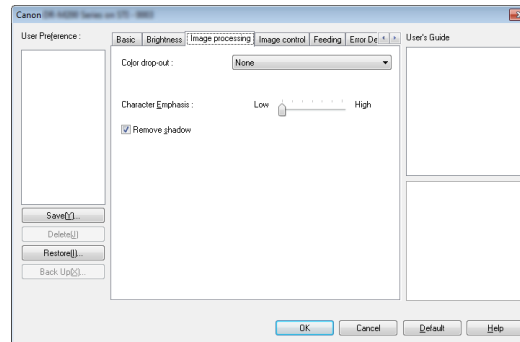 Canon
User Preference :
Basic Brightness Image processing Image control Feeding Error De
User's Guide
Color drop-out : None
Character Emphasis : Low High
Remove shadow
Save(Y)...
Delete(J)
Restore(I)...
Back Up(X)...
OK Cancel Default Help